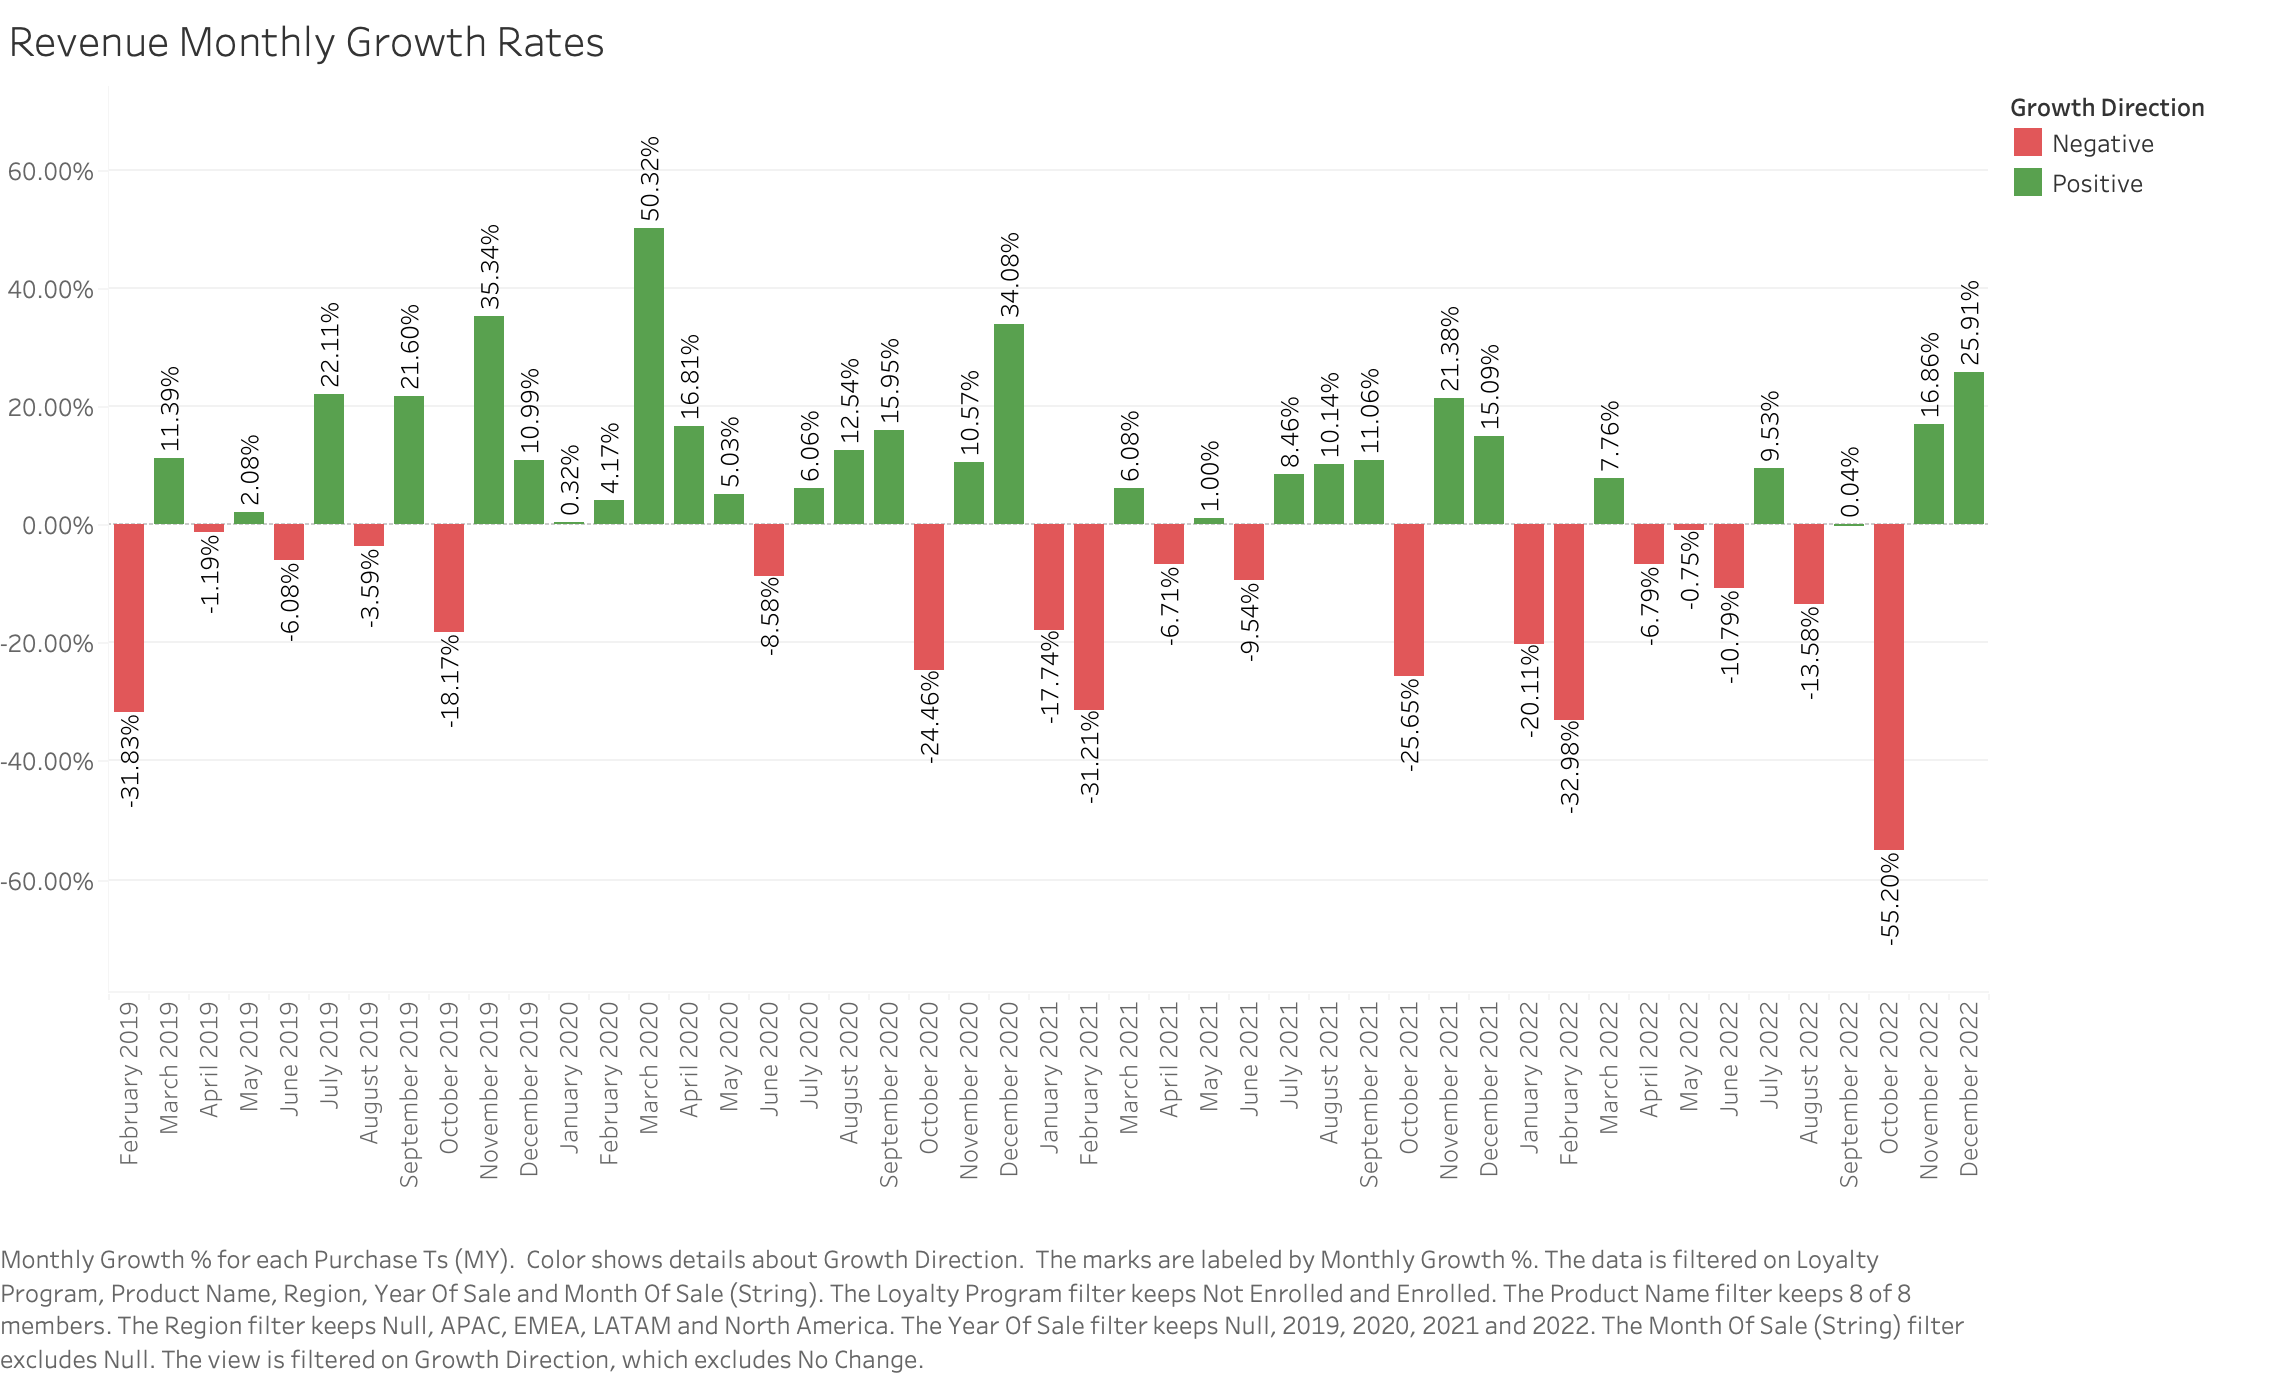 Revenue Monthly Growth Rates
Growth Direction
Negative
Positive
60.00%
40.00%
20.00%
0.00%
-20.00%
-40.00%
-60.00%
-31.83%
11.39%
-1.19%
2.08%
-6.08%
22.11%
-3.59%
21.60%
-18.17%
35.34%
10.99%
0.32%
4.17%
50.32%
16.81%
5.03%
-8.58%
6.06%
12.54%
15.95%
-24.46%
10.57%
34.08%
-17.74%
-31.21%
6.08%
-6.71%
1.00%
-9.54%
8.46%
10.14%
11.06%
-25.65%
21.38%
15.09%
-20.11%
-32.98%
7.76%
-6.79%
-0.75%
-10.79%
9.53%
-13.58%
0.04%
-55.20%
16.86%
25.91%
February 2019
March 2019
April 2019
May 2019
June 2019
July 2019
August 2019
September 2019
October 2019
November 2019
December 2019
January 2020
February 2020
March 2020
April 2020
May 2020
June 2020
July 2020
August 2020
September 2020
October 2020
November 2020
December 2020
January 2021
February 2021
March 2021
April 2021
May 2021
June 2021
July 2021
August 2021
September 2021
October 2021
November 2021
December 2021
January 2022
February 2022
March 2022
April 2022
May 2022
June 2022
July 2022
August 2022
September 2022
October 2022
November 2022
December 2022
Monthly Growth % for each Purchase Ts (MY).  Color shows details about Growth Direction.  The marks are labeled by Monthly Growth %. The data is filtered on Loyalty
Program, Product Name, Region, Year Of Sale and Month Of Sale (String). The Loyalty Program filter keeps Not Enrolled and Enrolled. The Product Name filter keeps 8 of 8
members. The Region filter keeps Null, APAC, EMEA, LATAM and North America. The Year Of Sale filter keeps Null, 2019, 2020, 2021 and 2022. The Month Of Sale (String) filter
excludes Null. The view is filtered on Growth Direction, which excludes No Change.